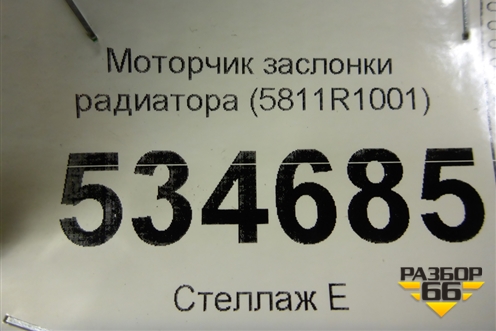 Моторчик заслонки
радиатора (5811R1001)
534685
Стеллаж Е
РАЗБОР
66